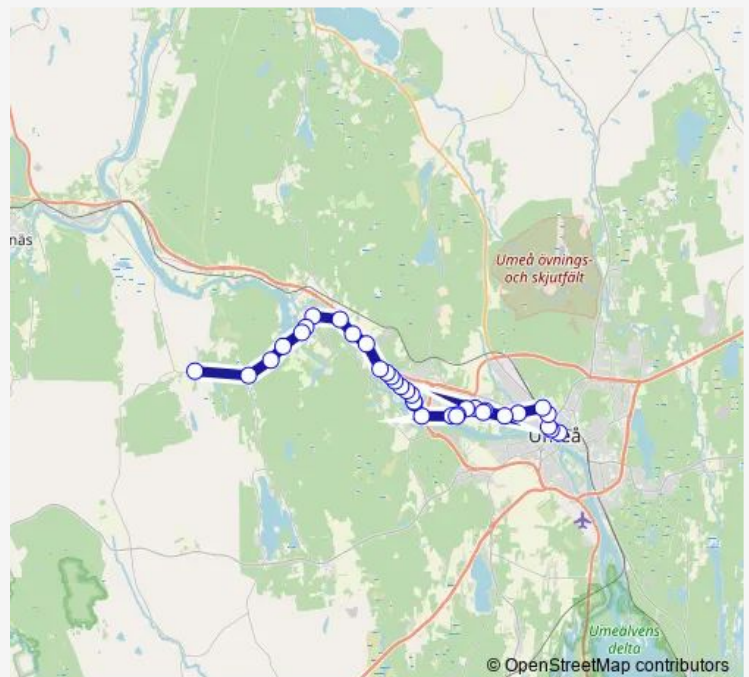 näs
Umeå övnings-
och skjutfält
Umeå
Umeälvens
delta
© OpenStreetMap contributors